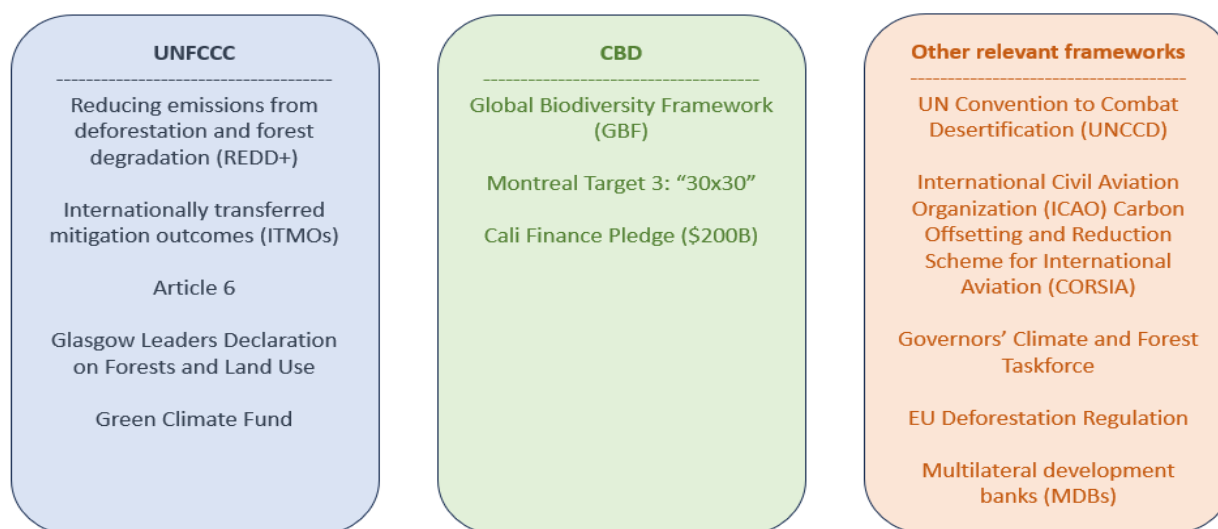 UNFCCC
-------------------------------------
Reducing emissions from
deforestation and forest
degradation (REDD+)
Internationally transferred
mitigation outcomes (ITMOs)
Article 6
Glasgow Leaders Declaration
on Forests and Land Use
Green Climate Fund
CBD
-------------------------------------
Global Biodiversity Framework
(GBF)
Montreal Target 3: “30x30”
Cali Finance Pledge ($200B)
Other relevant frameworks
-------------------------------------
UN Convention to Combat
Desertification (UNCCD)
International Civil Aviation
Organization (ICAO) Carbon
Offsetting and Reduction
Scheme for International
Aviation (CORSIA)
Governors’ Climate and Forest
Taskforce
EU Deforestation Regulation
Multilateral development
banks (MDBs)